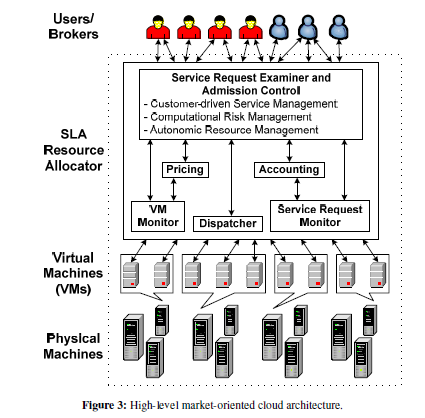 Users/
Brokers
Service Request Examiner and
Admission Control
- Customer-driven Service Management
- Computational Risk Management
- Autonomic Resource Management
SLA
Resource
Allocator
Pricing
Accounting
VM
Monitor
Dispatcher
Service Request
Monitor
Virtual
Machines
(VMs)
Physical
Machines
Figure 3: High-level market-oriented cloud architecture.